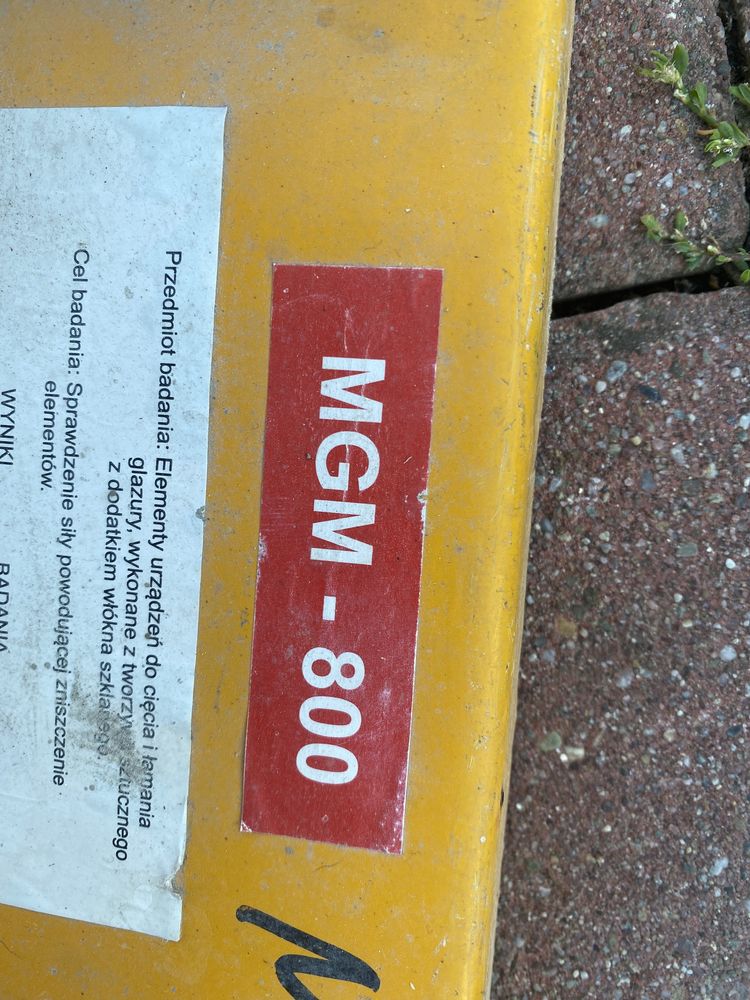 MGM - 800
Przedmiot badania: Elementy urządzeń do cięcia i łamania
glazury, wykonane z tworzywa sztucznego
z dodatkiem włókna szklanego.
Cel badania: Sprawdzenie siły powodującej zniszczenie
elementów.
WYNIKI BADANIA